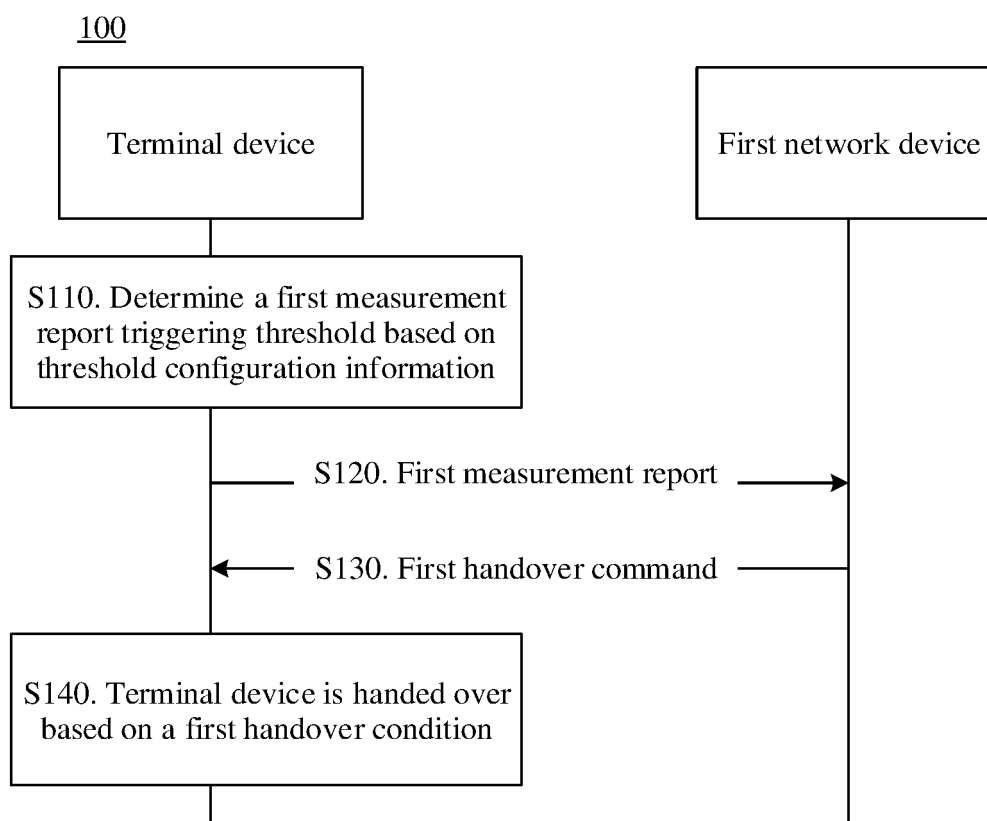 100
Terminal device
First network device
S110. Determine a first measurement
report triggering threshold based on
threshold configuration information
S120. First measurement report
S130. First handover command
S140. Terminal device is handed over
based on a first handover condition